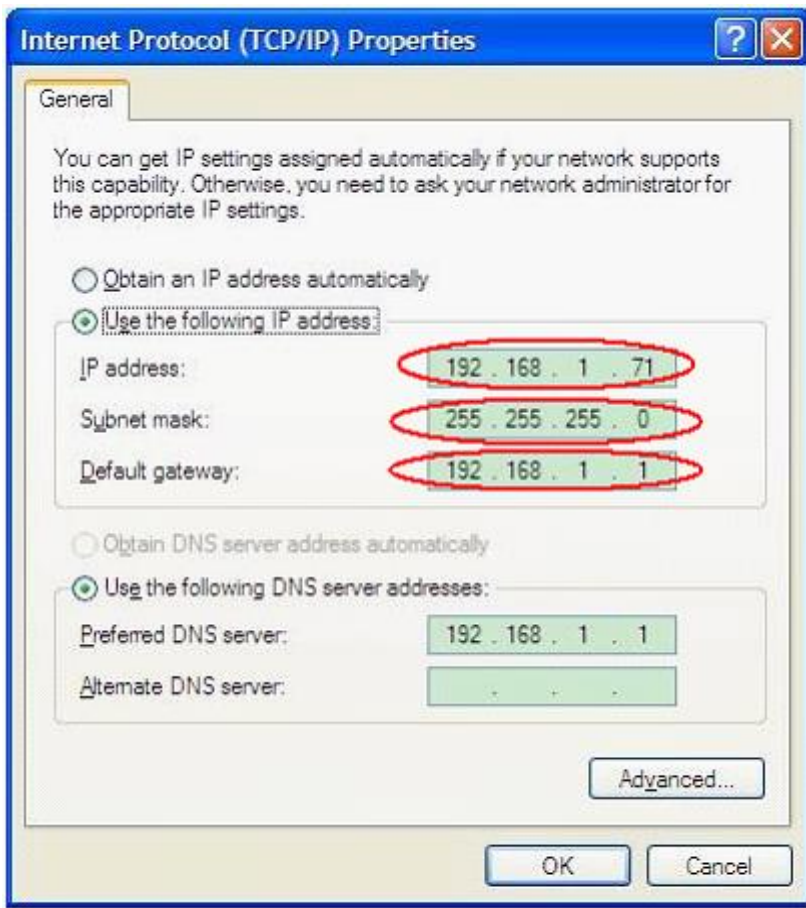 Internet Protocol (TCP/IP) Properties
General
You can get IP settings assigned automatically if your network supports
this capability. Otherwise, you need to ask your network administrator for
the appropriate IP settings.
Obtain an IP address automatically
Use the following IP address:
IP address: 192 . 168 . 1 . 71
Subnet mask: 255 . 255 . 255 . 0
Default gateway: 192 . 168 . 1 . 1
Obtain DNS server address automatically
Use the following DNS server addresses:
Preferred DNS server: 192 . 168 . 1 . 1
Alternate DNS server: . . .
Advanced...
OK Cancel